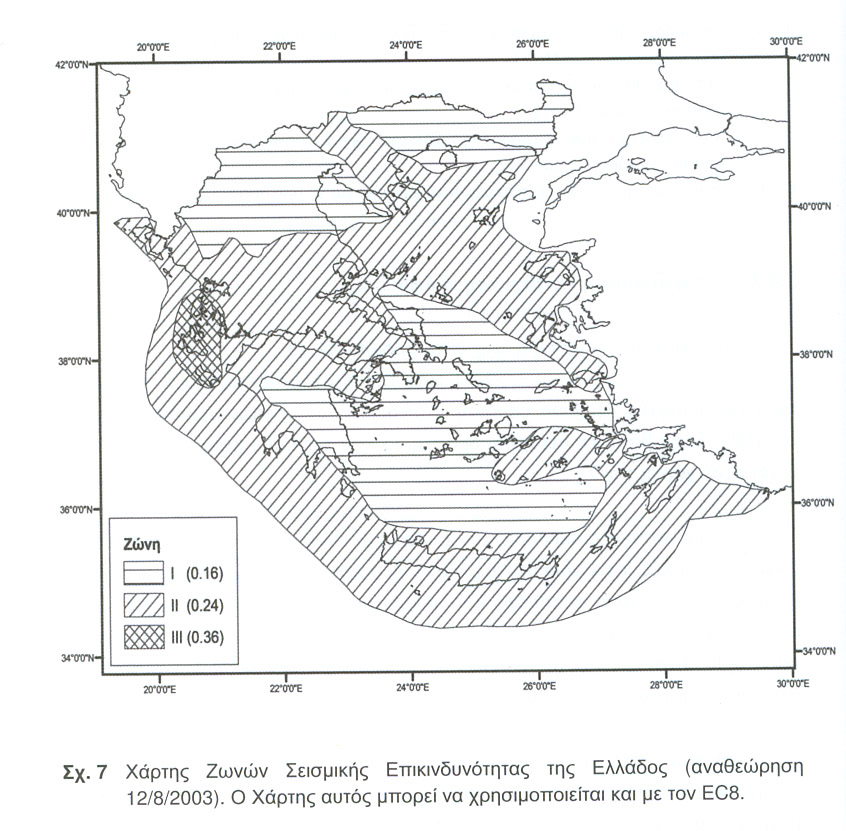 20°0'0"E 22°0'0"E 24°0'0"E 26°0'0"E 28°0'0"E 30°0'0"E
42°0'0"N 42°0'0"N
40°0'0"N 40°0'0"N
38°0'0"N 38°0'0"N
36°0'0"N 36°0'0"N
Ζώνη
I (0.16)
II (0.24)
III (0.36)
34°0'0"N 34°0'0"N
20°0'0"E 22°0'0"E 24°0'0"E 26°0'0"E 28°0'0"E 30°0'0"E
Σχ. 7 Χάρτης Ζωνών Σεισμικής Επικινδυνότητας της Ελλάδος (αναθεώρηση
12/8/2003). Ο Χάρτης αυτός μπορεί να χρησιμοποιείται και με τον EC8.